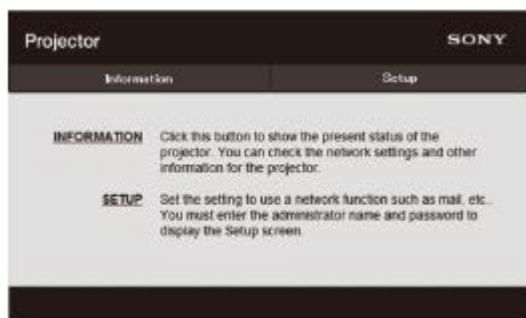 Projector
SONY
Information
Setup
INFORMATION
Click this button to show the present status of the
projector. You can check the network settings and other
information for the projector.
SETUP
Set the setting to use a network function such as mail, etc..
You must enter the administrator name and password to
display the Setup screen.